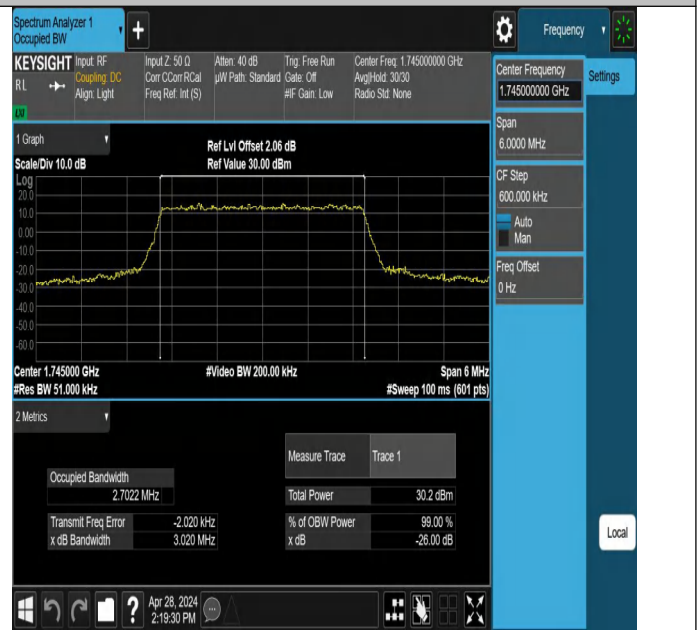 Spectrum Analyzer 1
Occupied BW
+
Frequency
KEYSIGHT
RL
LXI
Input: RF
Coupling: DC
Align: Light
Input Z: 50 Ω
Corr CCorr RCal
Freq Ref: Int (S)
Atten: 40 dB
µW Path: Standard
Trig: Free Run
Gate: Off
#IF Gain: Low
Center Freq: 1.745000000 GHz
Avg|Hold: 30/30
Radio Std: None
Center Frequency
1.745000000 GHz
Settings
Span
6.0000 MHz
CF Step
600.000 kHz
Auto
Man
Freq Offset
0 Hz
Local
1 Graph
Scale/Div 10.0 dB
Ref Lvl Offset 2.06 dB
Ref Value 30.00 dBm
Log
20.0
10.0
0.00
-10.0
-20.0
-30.0
-40.0
-50.0
-60.0
Center 1.745000 GHz
#Res BW 51.000 kHz
#Video BW 200.00 kHz
Span 6 MHz
#Sweep 100 ms (601 pts)
2 Metrics
Measure Trace Trace 1
Occupied Bandwidth
2.7022 MHz
Total Power 30.2 dBm
Transmit Freq Error -2.020 kHz
% of OBW Power 99.00 %
x dB Bandwidth 3.020 MHz
x dB -26.00 dB
?
Apr 28, 2024
2:19:30 PM